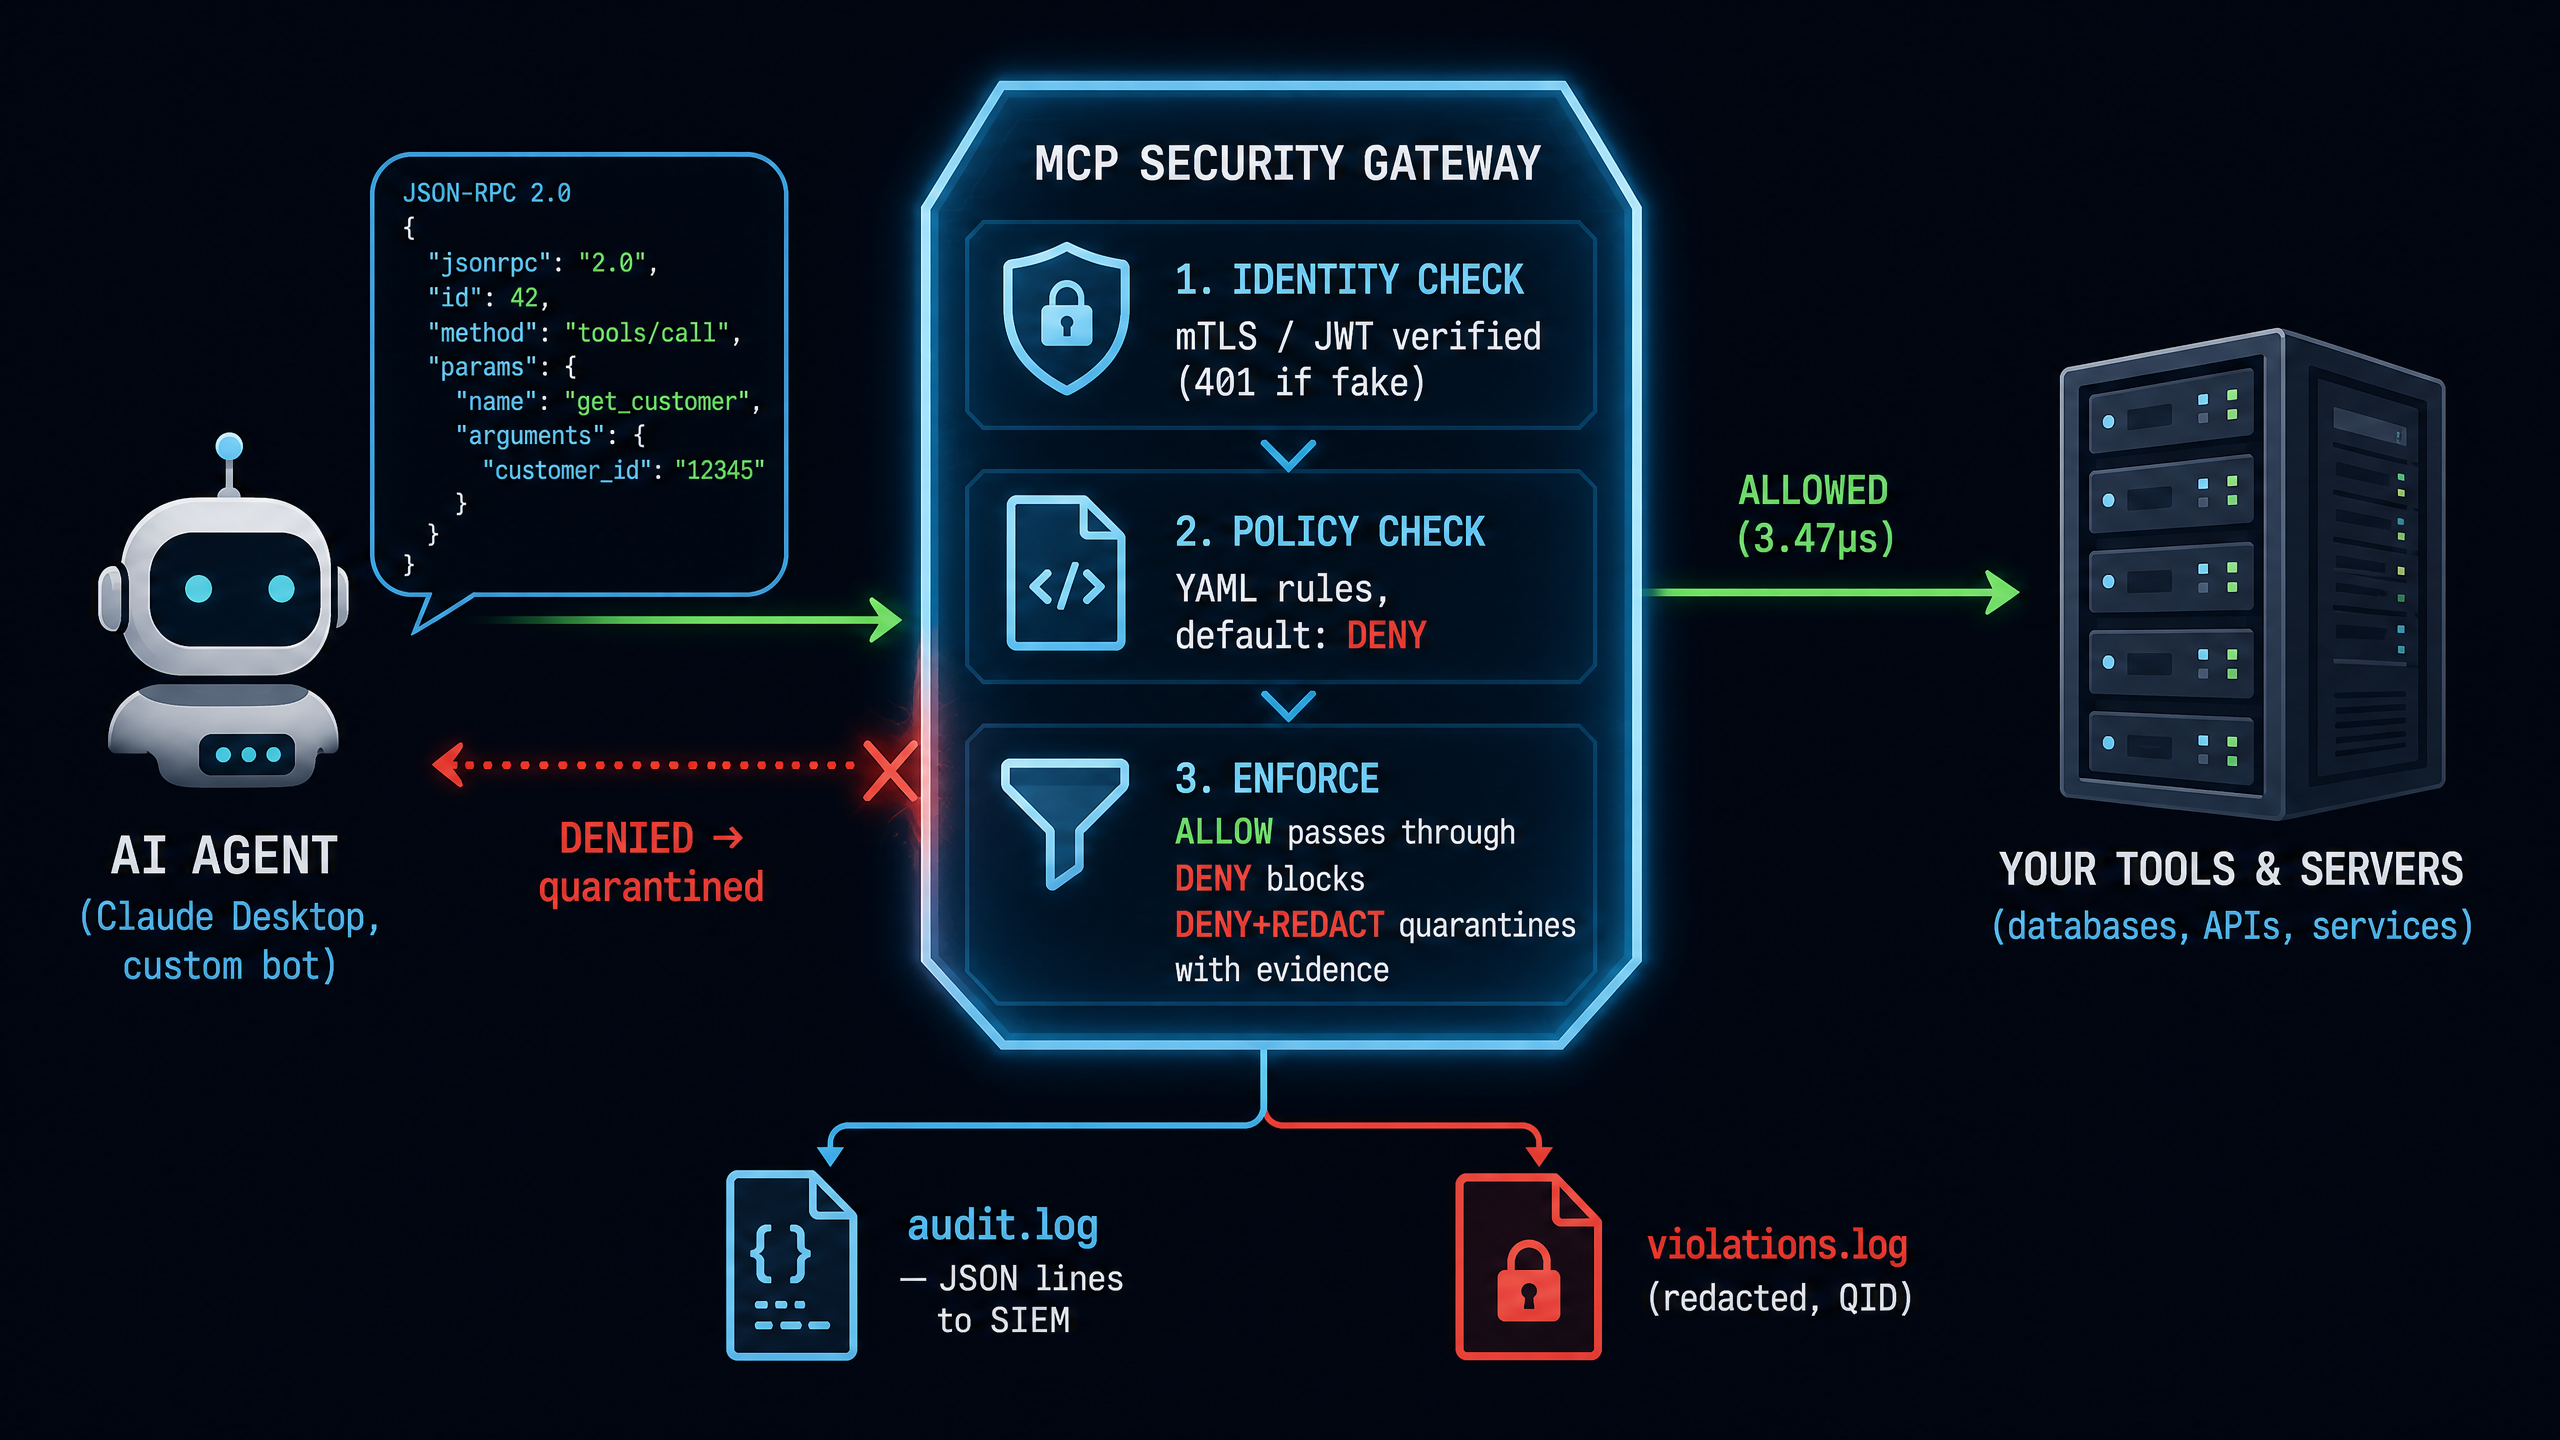 JSON-RPC 2.0
{
"jsonrpc": "2.0",
"id": 42,
"method": "tools/call",
"params": {
"name": "get_customer",
"arguments": {
"customer_id": "12345"
}
}
}
AI AGENT
(Claude Desktop,
custom bot)
DENIED →
quarantined
MCP SECURITY GATEWAY
1. IDENTITY CHECK
mTLS / JWT verified
(401 if fake)
2. POLICY CHECK
</>
YAML rules,
default: DENY
3. ENFORCE
ALLOW passes through
DENY blocks
DENY+REDACT quarantines
with evidence
ALLOWED
(3.47µs)
YOUR TOOLS & SERVERS
(databases, APIs, services)
{}
audit.log
— JSON lines
to SIEM
violations.log
(redacted, QID)